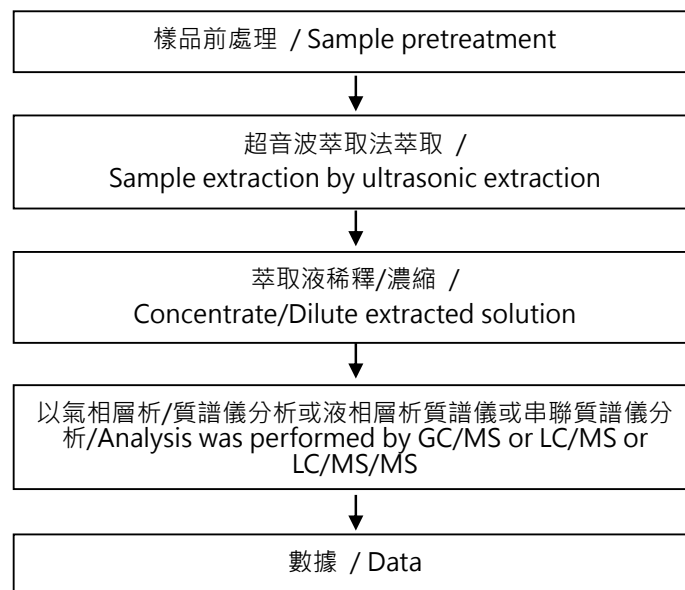 樣品前處理 / Sample pretreatment
超音波萃取法萃取 /
Sample extraction by ultrasonic extraction
萃取液稀釋/濃縮 /
Concentrate/Dilute extracted solution
以氣相層析/質譜儀分析或液相層析質譜儀或串聯質譜儀分
析/Analysis was performed by GC/MS or LC/MS or
LC/MS/MS
數據 / Data